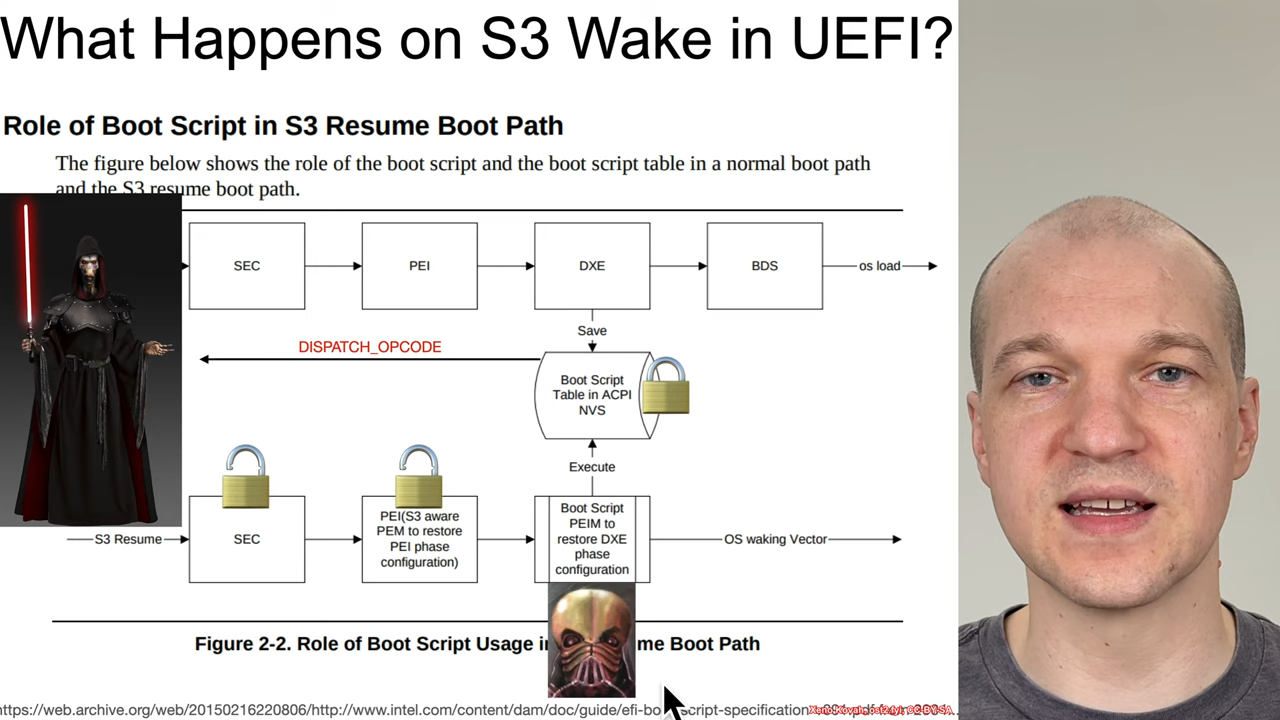 What Happens on S3 Wake in UEFI?
Role of Boot Script in S3 Resume Boot Path
The figure below shows the role of the boot script and the boot script table in a normal boot path
and the S3 resume boot path.
SEC
PEI
DXE
BDS
os load
Save
DISPATCH_OPCODE
Boot Script
Table in ACPI
NVS
Execute
S3 Resume
SEC
PEI(S3 aware
PEM to restore
PEI phase
configuration)
Boot Script
PEIM to
restore DXE
phase
configuration
OS waking Vector
Figure 2-2. Role of Boot Script Usage in me Boot Path
https://web.archive.org/web/20150216220806/http://www.intel.com/content/dam/doc/guide/efi-bo script-specification